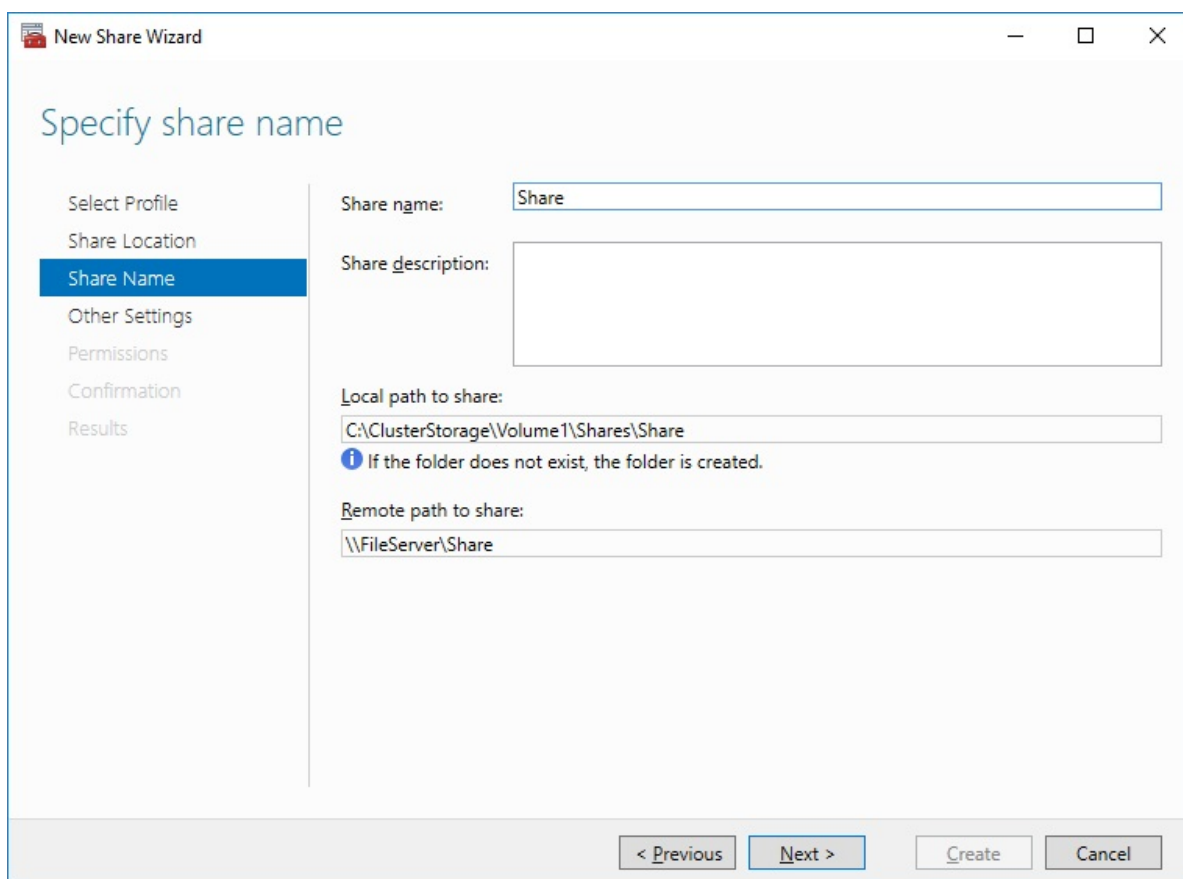 New Share Wizard
Specify share name
Select Profile
Share Location
Share Name
Other Settings
Permissions
Confirmation
Results
Share name:
Share
Share description:
Local path to share:
C:\ClusterStorage\Volume1\Shares\Share
If the folder does not exist, the folder is created.
Remote path to share:
\\FileServer\Share
< Previous
Next >
Create
Cancel